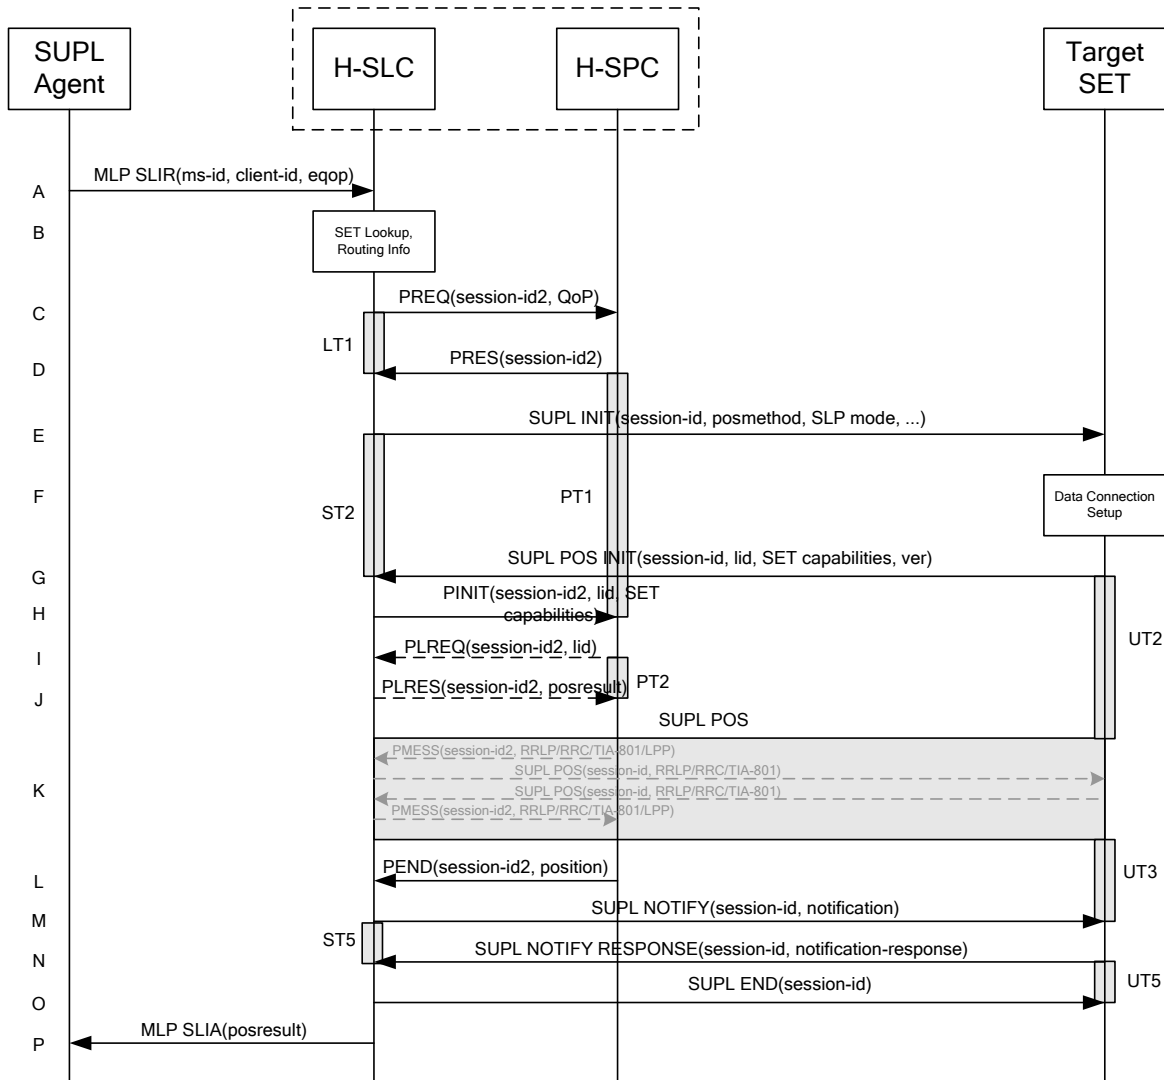 SUPL
Agent
H-SLC
H-SPC
Target
SET
A
MLP SLIR(ms-id, client-id, eqop)
B
SET Lookup,
Routing Info
C
PREQ(session-id2, QoP)
LT1
D
PRES(session-id2)
E
SUPL INIT(session-id, posmethod, SLP mode, ...)
F
ST2
PT1
Data Connection
Setup
G
SUPL POS INIT(session-id, lid, SET capabilities, ver)
H
PINIT(session-id2, lid, SET
capabilities)
UT2
I
PLREQ(session-id2, lid)
PT2
J
PLRES(session-id2, posresult)
SUPL POS
K
PMESS(session-id2, RRLP/RRC/TIA-801/LPP)
SUPL POS(session-id, RRLP/RRC/TIA-801)
SUPL POS(session-id, RRLP/RRC/TIA-801)
PMESS(session-id2, RRLP/RRC/TIA-801/LPP)
L
PEND(session-id2, position)
UT3
M
SUPL NOTIFY(session-id, notification)
ST5
N
SUPL NOTIFY RESPONSE(session-id, notification-response)
UT5
O
SUPL END(session-id)
P
MLP SLIA(posresult)